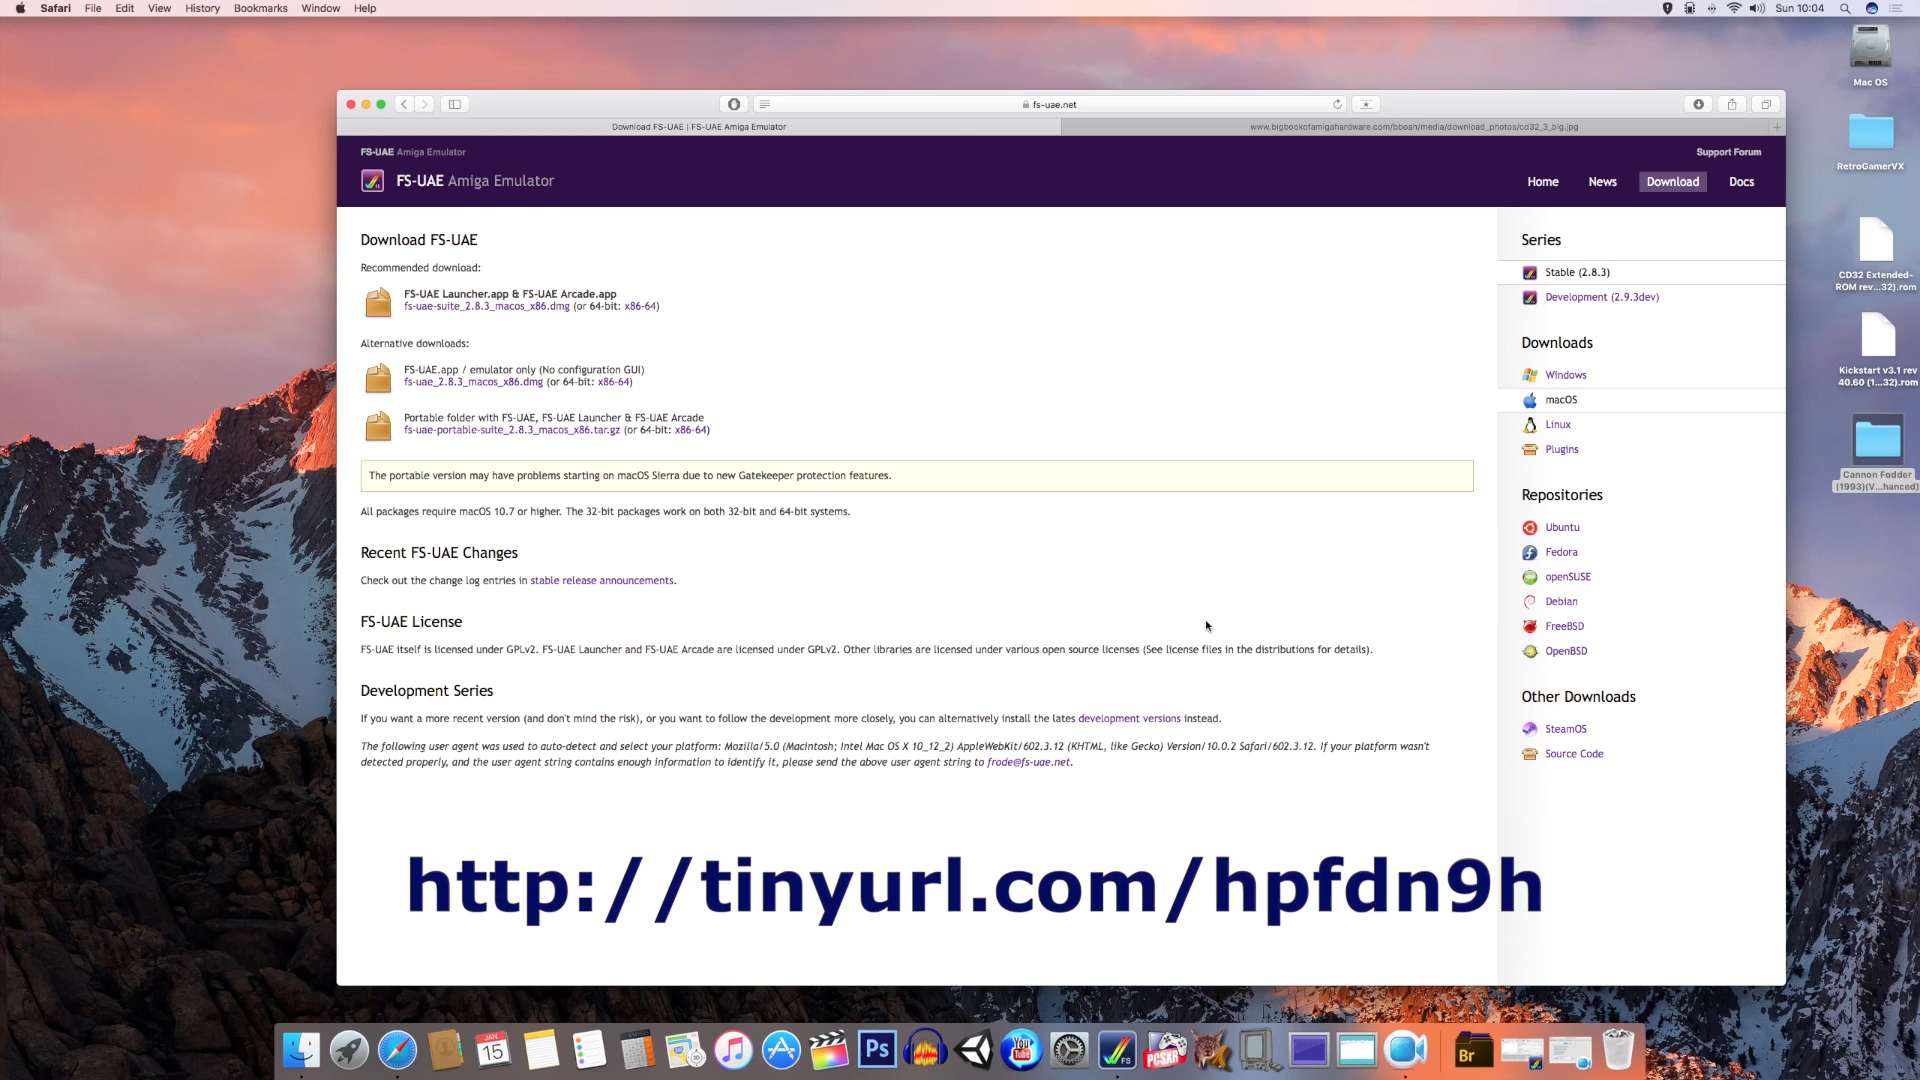 Safari File Edit View History Bookmarks Window Help
Sun 10:04
Mac OS
RetroGamerVX
CD32 Extended-
ROM rev...32).rom
Kickstart v3.1 rev
40.60 (1...32).rom
Cannon Fodder
(1993)(V...hanced]
fs-uae.net
Download FS-UAE | FS-UAE Amiga Emulator
www.bigbookofamigahardware.com/bboah/media/download_photos/cd32_3_big.jpg
FS-UAE Amiga Emulator
Support Forum
FS-UAE Amiga Emulator
Home News Download Docs
Download FS-UAE
Recommended download:
FS-UAE Launcher.app & FS-UAE Arcade.app
fs-uae-suite_2.8.3_macos_x86.dmg (or 64-bit: x86-64)
Alternative downloads:
FS-UAE.app / emulator only (No configuration GUI)
fs-uae_2.8.3_macos_x86.dmg (or 64-bit: x86-64)
Portable folder with FS-UAE, FS-UAE Launcher & FS-UAE Arcade
fs-uae-portable-suite_2.8.3_macos_x86.tar.gz (or 64-bit: x86-64)
The portable version may have problems starting on macOS Sierra due to new Gatekeeper protection features.
All packages require macOS 10.7 or higher. The 32-bit packages work on both 32-bit and 64-bit systems.
Recent FS-UAE Changes
Check out the change log entries in stable release announcements.
FS-UAE License
FS-UAE itself is licensed under GPLv2. FS-UAE Launcher and FS-UAE Arcade are licensed under GPLv2. Other libraries are licensed under various open source licenses (See license files in the distributions for details).
Development Series
If you want a more recent version (and don't mind the risk), or you want to follow the development more closely, you can alternatively install the lates development versions instead.
The following user agent was used to auto-detect and select your platform: Mozilla/5.0 (Macintosh; Intel Mac OS X 10_12_2) AppleWebKit/602.3.12 (KHTML, like Gecko) Version/10.0.2 Safari/602.3.12. If your platform wasn't
detected properly, and the user agent string contains enough information to identify it, please send the above user agent string to frode@fs-uae.net.
Series
Stable (2.8.3)
Development (2.9.3dev)
Downloads
Windows
macOS
Linux
Plugins
Repositories
Ubuntu
Fedora
openSUSE
Debian
FreeBSD
OpenBSD
Other Downloads
SteamOS
Source Code
http://tinyurl.com/hpfdn9h
JAN
15
Ps
You
Tube
FS
PCSXR
Br